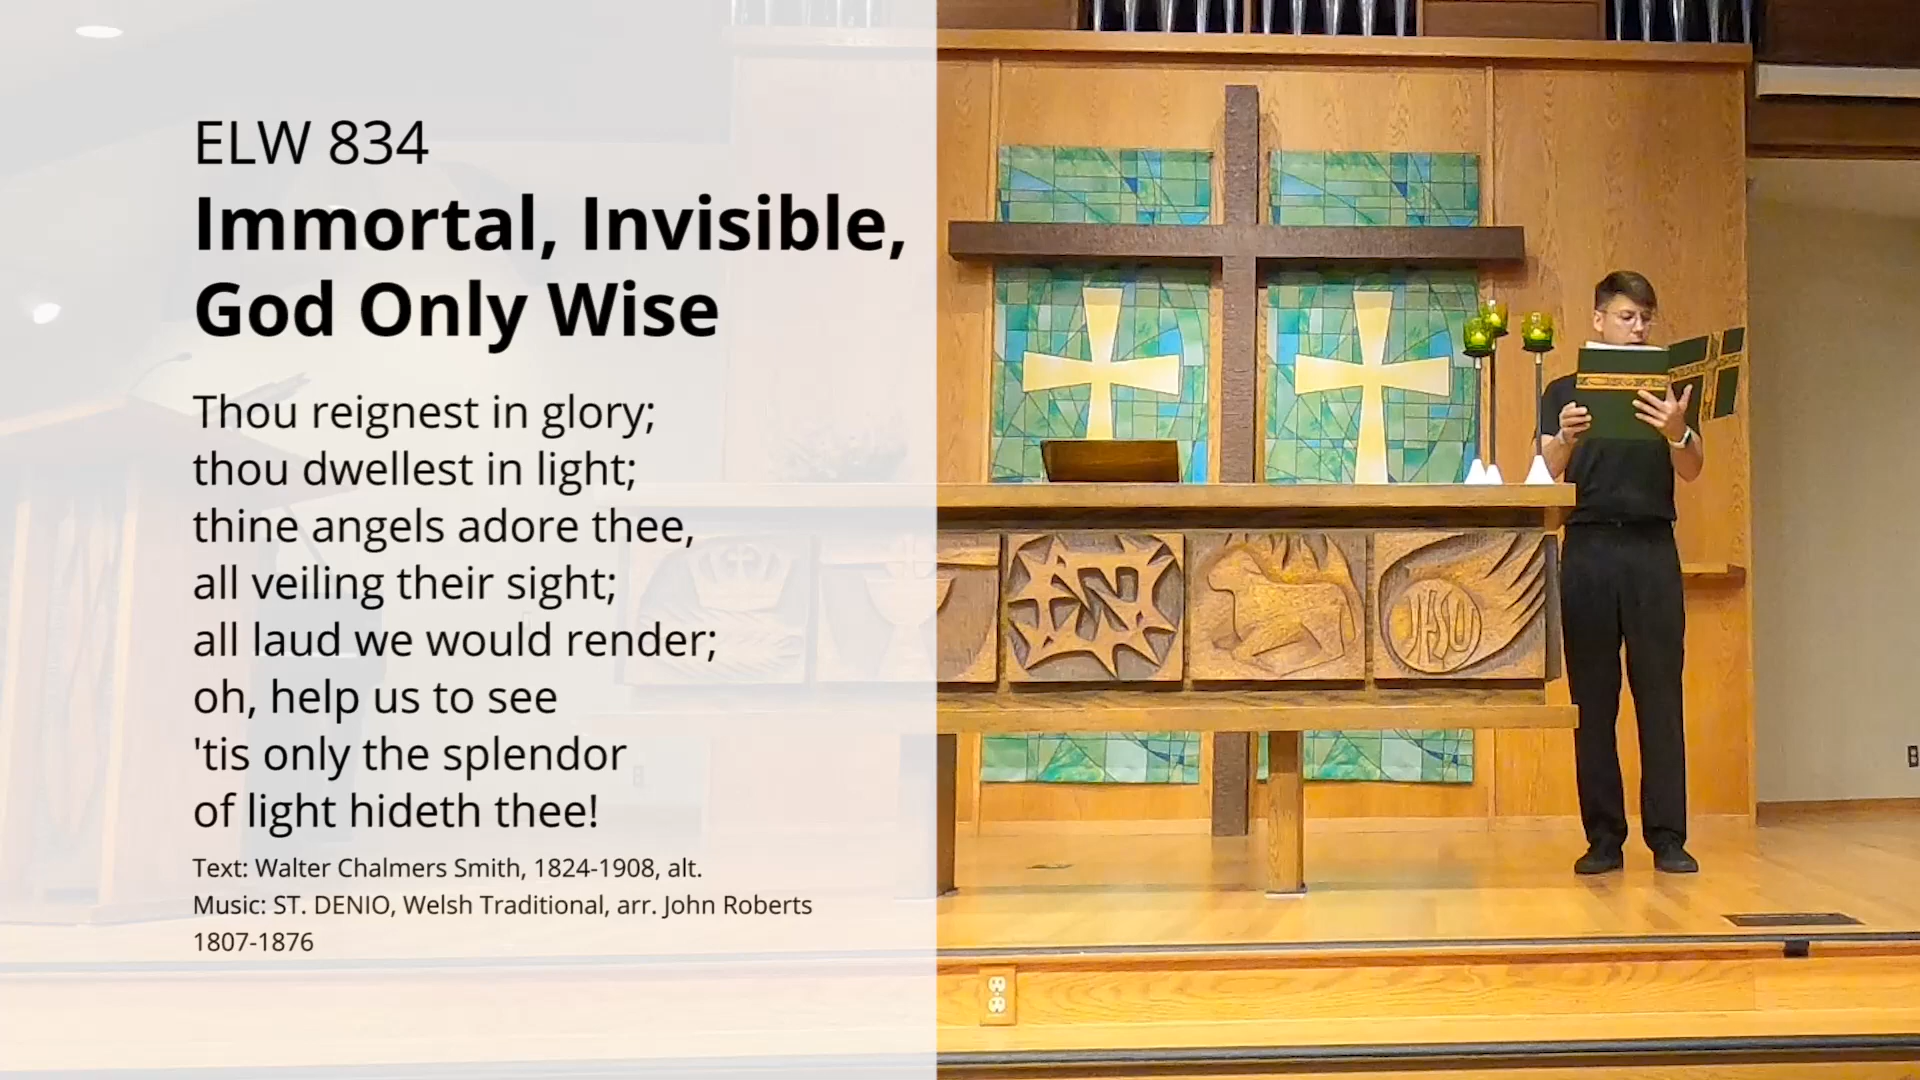 ELW 834
Immortal, Invisible,
God Only Wise
Thou reignest in glory;
thou dwellest in light;
thine angels adore thee,
all veiling their sight;
all laud we would render;
oh, help us to see
'tis only the splendor
of light hideth thee!
Text: Walter Chalmers Smith, 1824-1908, alt.
Music: ST. DENIO, Welsh Traditional, arr. John Roberts
1807-1876